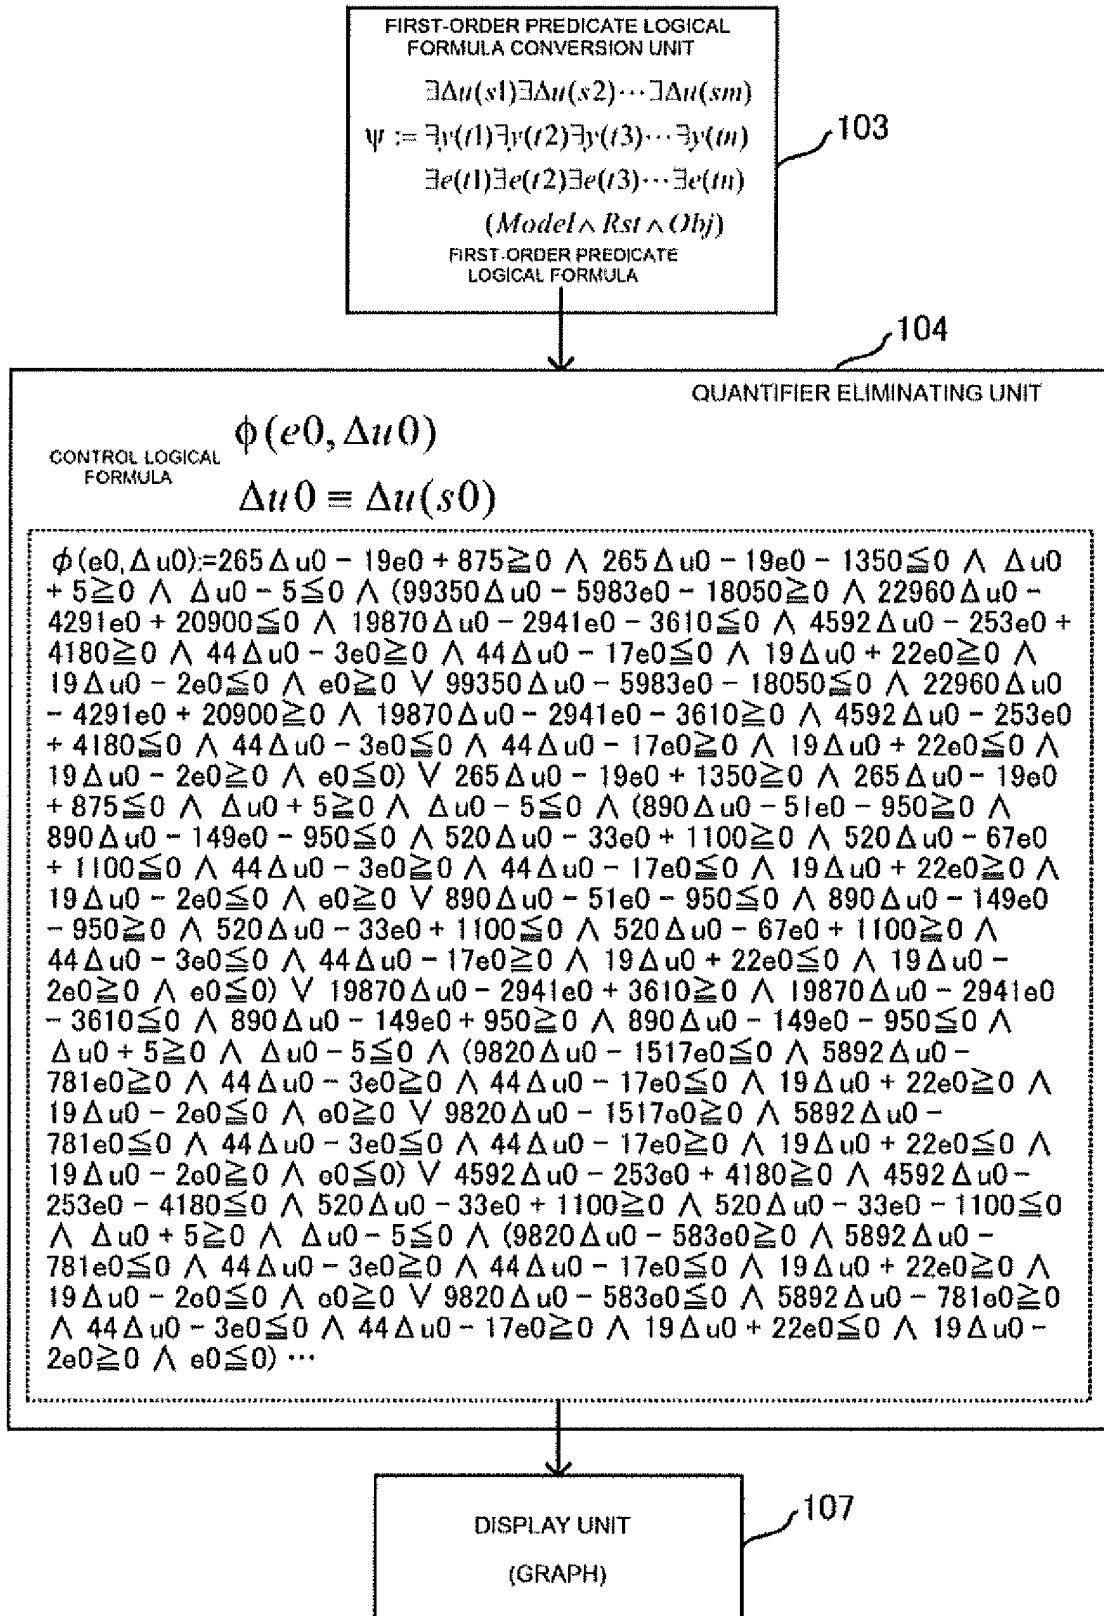 FIRST-ORDER PREDICATE LOGICAL
FORMULA CONVERSION UNIT
∃Δu(s1)∃Δu(s2)⋯∃Δu(sm)
ψ := ∃y(t1)∃y(t2)∃y(t3)⋯∃y(tn)
∃e(t1)∃e(t2)∃e(t3)⋯∃e(tn)
(Model∧Rst∧Obj)
FIRST-ORDER PREDICATE
LOGICAL FORMULA
103
104
QUANTIFIER ELIMINATING UNIT
CONTROL LOGICAL
FORMULA
ϕ(e0,Δu0)
Δu0 ≡ Δu(s0)
ϕ(e0,Δu0):=265Δu0 - 19e0 + 875≧0 ∧ 265Δu0 - 19e0 - 1350≦0 ∧ Δu0
+ 5≧0 ∧ Δu0 - 5≦0 ∧ (99350Δu0 - 5983e0 - 18050≧0 ∧ 22960Δu0 -
4291e0 + 20900≦0 ∧ 19870Δu0 - 2941e0 - 3610≦0 ∧ 4592Δu0 - 253e0 +
4180≧0 ∧ 44Δu0 - 3e0≧0 ∧ 44Δu0 - 17e0≦0 ∧ 19Δu0 + 22e0≧0 ∧
19Δu0 - 2e0≦0 ∧ e0≧0 ∨ 99350Δu0 - 5983e0 - 18050≦0 ∧ 22960Δu0
- 4291e0 + 20900≧0 ∧ 19870Δu0 - 2941e0 - 3610≧0 ∧ 4592Δu0 - 253e0
+ 4180≦0 ∧ 44Δu0 - 3e0≦0 ∧ 44Δu0 - 17e0≧0 ∧ 19Δu0 + 22e0≦0 ∧
19Δu0 - 2e0≧0 ∧ e0≦0) ∨ 265Δu0 - 19e0 + 1350≧0 ∧ 265Δu0 - 19e0
+ 875≦0 ∧ Δu0 + 5≧0 ∧ Δu0 - 5≦0 ∧ (890Δu0 - 51e0 - 950≧0 ∧
890Δu0 - 149e0 - 950≦0 ∧ 520Δu0 - 33e0 + 1100≧0 ∧ 520Δu0 - 67e0
+ 1100≦0 ∧ 44Δu0 - 3e0≧0 ∧ 44Δu0 - 17e0≦0 ∧ 19Δu0 + 22e0≧0 ∧
19Δu0 - 2e0≦0 ∧ e0≧0 ∨ 890Δu0 - 51e0 - 950≦0 ∧ 890Δu0 - 149e0
- 950≧0 ∧ 520Δu0 - 33e0 + 1100≦0 ∧ 520Δu0 - 67e0 + 1100≧0 ∧
44Δu0 - 3e0≦0 ∧ 44Δu0 - 17e0≧0 ∧ 19Δu0 + 22e0≦0 ∧ 19Δu0 -
2e0≧0 ∧ e0≦0) ∨ 19870Δu0 - 2941e0 + 3610≧0 ∧ 19870Δu0 - 2941e0
- 3610≦0 ∧ 890Δu0 - 149e0 + 950≧0 ∧ 890Δu0 - 149e0 - 950≦0 ∧
Δu0 + 5≧0 ∧ Δu0 - 5≦0 ∧ (9820Δu0 - 1517e0≦0 ∧ 5892Δu0 -
781e0≧0 ∧ 44Δu0 - 3e0≧0 ∧ 44Δu0 - 17e0≦0 ∧ 19Δu0 + 22e0≧0 ∧
19Δu0 - 2e0≦0 ∧ e0≧0 ∨ 9820Δu0 - 1517e0≧0 ∧ 5892Δu0 -
781e0≦0 ∧ 44Δu0 - 3e0≦0 ∧ 44Δu0 - 17e0≧0 ∧ 19Δu0 + 22e0≦0 ∧
19Δu0 - 2e0≧0 ∧ e0≦0) ∨ 4592Δu0 - 253e0 + 4180≧0 ∧ 4592Δu0 -
253e0 - 4180≦0 ∧ 520Δu0 - 33e0 + 1100≧0 ∧ 520Δu0 - 33e0 - 1100≦0
∧ Δu0 + 5≧0 ∧ Δu0 - 5≦0 ∧ (9820Δu0 - 583e0≧0 ∧ 5892Δu0 -
781e0≦0 ∧ 44Δu0 - 3e0≧0 ∧ 44Δu0 - 17e0≦0 ∧ 19Δu0 + 22e0≧0 ∧
19Δu0 - 2e0≦0 ∧ e0≧0 ∨ 9820Δu0 - 583e0≦0 ∧ 5892Δu0 - 781e0≧0
∧ 44Δu0 - 3e0≦0 ∧ 44Δu0 - 17e0≧0 ∧ 19Δu0 + 22e0≦0 ∧ 19Δu0 -
2e0≧0 ∧ e0≦0) ⋯
DISPLAY UNIT
(GRAPH)
107